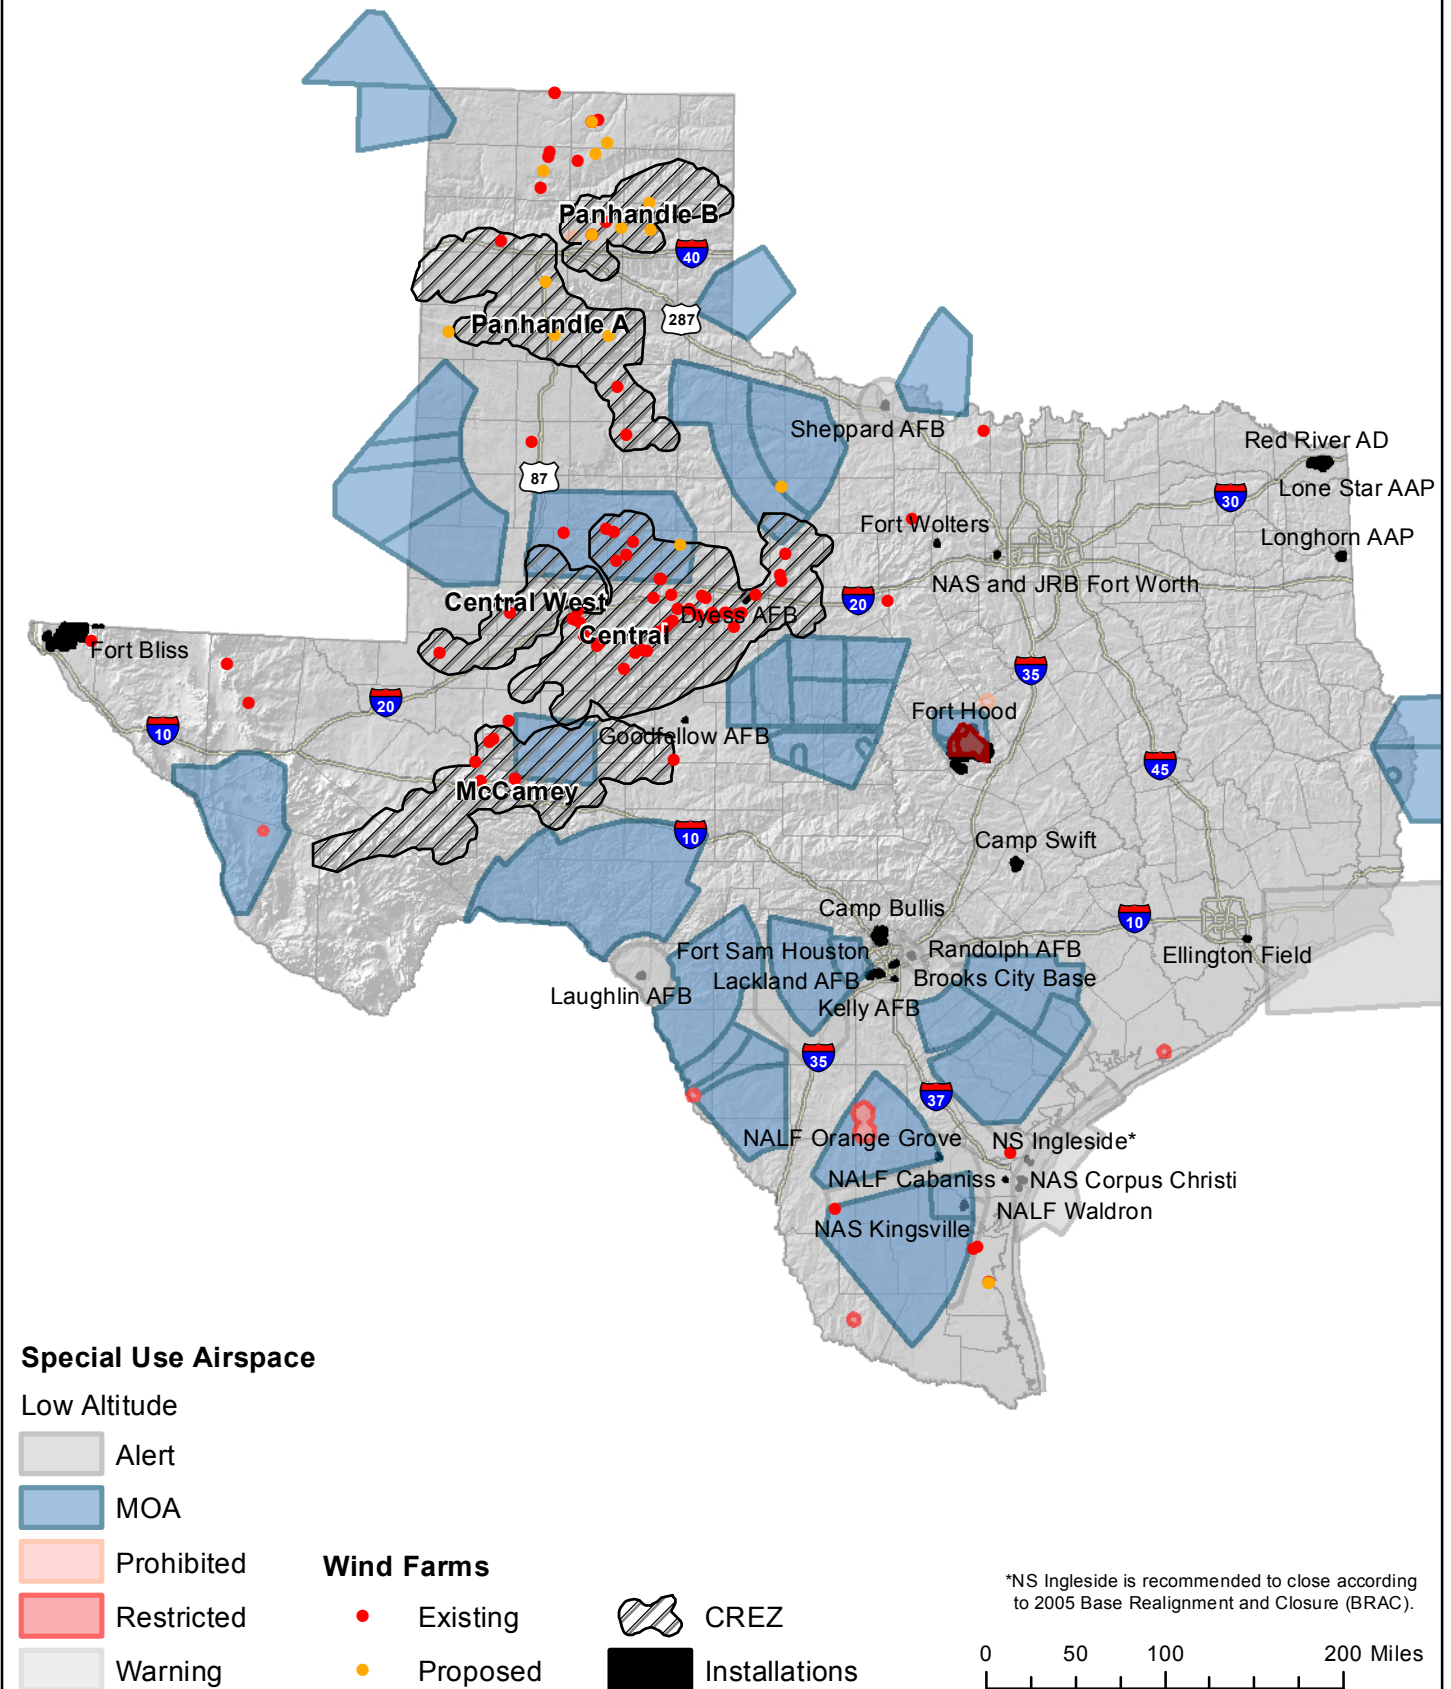 Panhandle B
40
Panhandle A
287
Sheppard AFB
Red River AD
87
30
Lone Star AAP
Fort Wolters
Longhorn AAP
NAS and JRB Fort Worth
Central West
20
Dyess AFB
Central
Fort Bliss
35
20
Fort Hood
10
Goodfellow AFB
45
McCamey
10
Camp Swift
Camp Bullis
10
Fort Sam Houston
Randolph AFB
Ellington Field
Lackland AFB
Brooks City Base
Laughlin AFB
Kelly AFB
35
37
NALF Orange Grove
NS Ingleside*
NALF Cabaniss
NAS Corpus Christi
NALF Waldron
NAS Kingsville
Special Use Airspace
Low Altitude
Alert
MOA
Prohibited
Restricted
Warning
Wind Farms
Existing
Proposed
CREZ
Installations
*NS Ingleside is recommended to close according
to 2005 Base Realignment and Closure (BRAC).
0 50 100 200 Miles